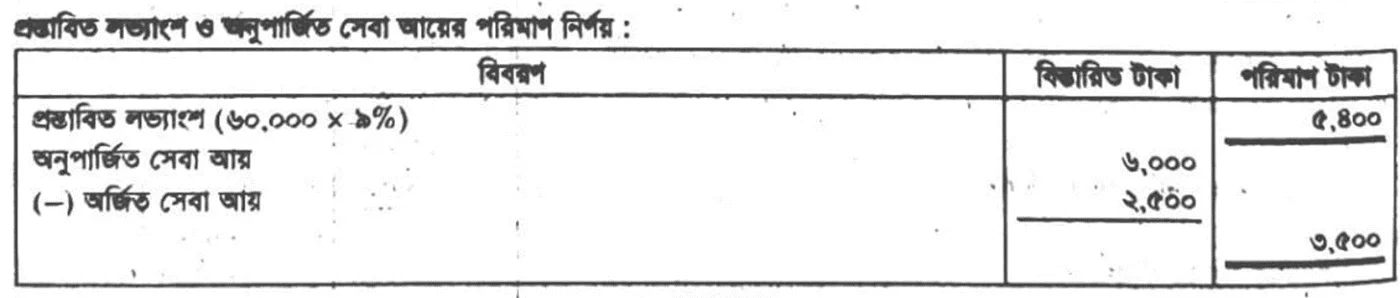 প্রস্তাবিত লভ্যাংশ ও অনুপার্জিত সেবা আয়ের পরিমাণ নির্ণয় :
বিবরণ বিস্তারিত টাকা পরিমাণ টাকা
প্রস্তাবিত লভ্যাংশ (৬০,০০০ × ৯%) ৫,৪০০
অনুপার্জিত সেবা আয় ৬,০০০
(–) অর্জিত সেবা আয় ২,৫০০
৩,৫০০